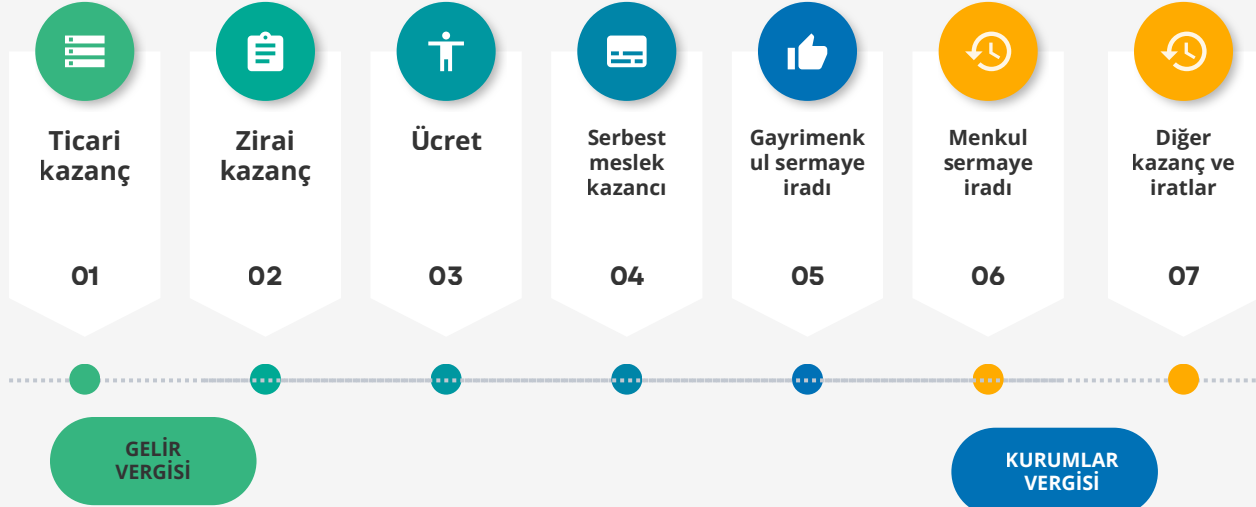 Ticari
kazanç
01
Zirai
kazanç
02
Ücret
03
Serbest
meslek
kazancı
04
Gayrimenk
ul sermaye
iradı
05
Menkul
sermaye
iradı
06
Diğer
kazanç ve
iratlar
07
GELİR
VERGİSİ
KURUMLAR
VERGİSİ